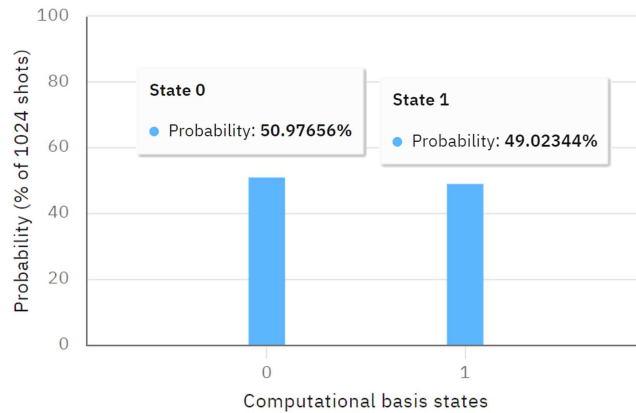 Probability (% of 1024 shots)
100
80
60
40
20
0
State 0
Probability: 50.97656%
State 1
Probability: 49.02344%
0
1
Computational basis states